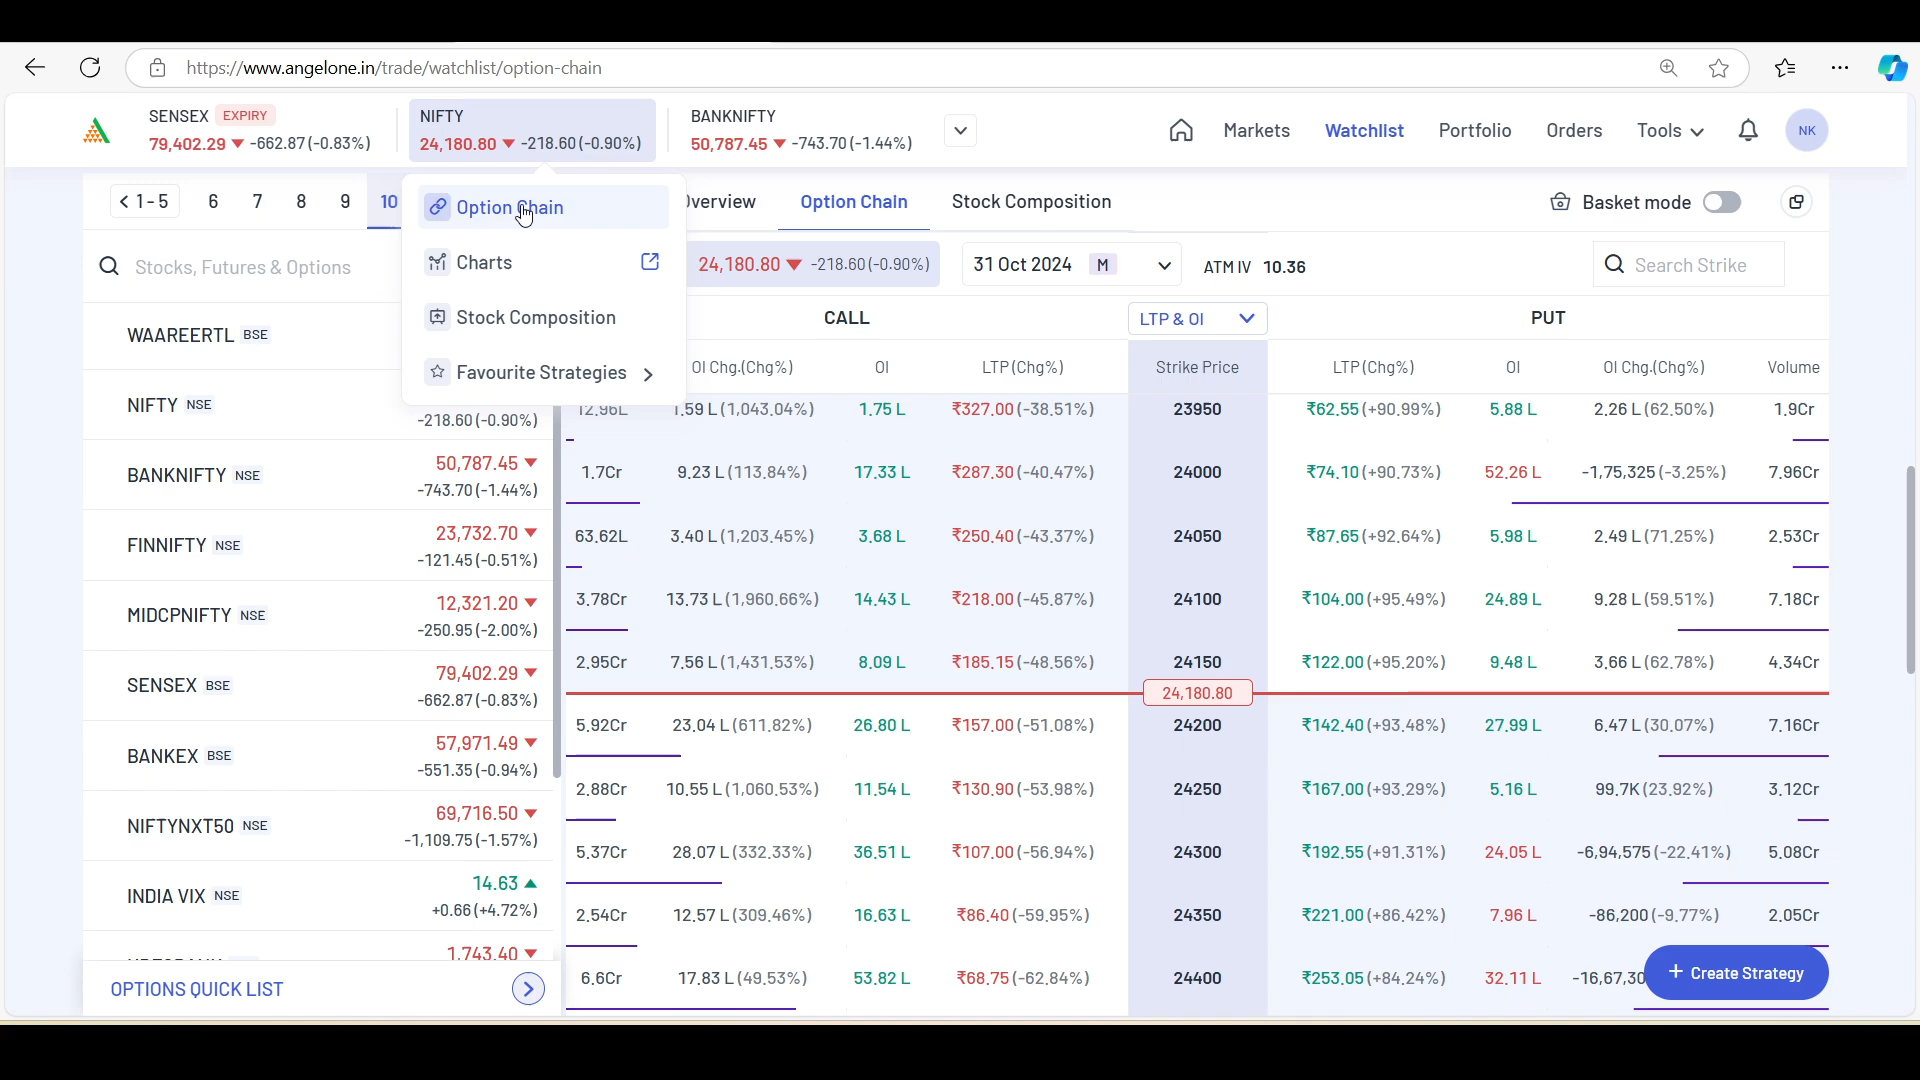 https://www.angelone.in/trade/watchlist/option-chain
SENSEX EXPIRY
79,402.29 ▼ -662.87 (-0.83%)
NIFTY
24,180.80 ▼ -218.60 (-0.90%)
BANKNIFTY
50,787.45 ▼ -743.70 (-1.44%)
Markets Watchlist Portfolio Orders Tools NK
< 1 - 5 6 7 8 9 10
Option Chain
Charts
Stock Composition
Favourite Strategies >
Overview Option Chain Stock Composition Basket mode
Stocks, Futures & Options
24,180.80 ▼ -218.60 (-0.90%) 31 Oct 2024 M ATM IV 10.36 Search Strike
CALL LTP & OI PUT
OI Chg.(Chg%) OI LTP (Chg%) Strike Price LTP (Chg%) OI OI Chg.(Chg%) Volume
12.96L 1.59 L (1,043.04%) 1.75 L ₹327.00 (-38.51%) 23950 ₹62.55 (+90.99%) 5.88 L 2.26 L (62.50%) 1.9Cr
1.7Cr 9.23 L (113.84%) 17.33 L ₹287.30 (-40.47%) 24000 ₹74.10 (+90.73%) 52.26 L -1,75,325 (-3.25%) 7.96Cr
63.62L 3.40 L (1,203.45%) 3.68 L ₹250.40 (-43.37%) 24050 ₹87.65 (+92.64%) 5.98 L 2.49 L (71.25%) 2.53Cr
3.78Cr 13.73 L (1,960.66%) 14.43 L ₹218.00 (-45.87%) 24100 ₹104.00 (+95.49%) 24.89 L 9.28 L (59.51%) 7.18Cr
2.95Cr 7.56 L (1,431.53%) 8.09 L ₹185.15 (-48.56%) 24150 ₹122.00 (+95.20%) 9.48 L 3.66 L (62.78%) 4.34Cr
24,180.80
5.92Cr 23.04 L (611.82%) 26.80 L ₹157.00 (-51.08%) 24200 ₹142.40 (+93.48%) 27.99 L 6.47 L (30.07%) 7.16Cr
2.88Cr 10.55 L (1,060.53%) 11.54 L ₹130.90 (-53.98%) 24250 ₹167.00 (+93.29%) 5.16 L 99.7K (23.92%) 3.12Cr
5.37Cr 28.07 L (332.33%) 36.51 L ₹107.00 (-56.94%) 24300 ₹192.55 (+91.31%) 24.05 L -6,94,575 (-22.41%) 5.08Cr
2.54Cr 12.57 L (309.46%) 16.63 L ₹86.40 (-59.95%) 24350 ₹221.00 (+86.42%) 7.96 L -86,200 (-9.77%) 2.05Cr
6.6Cr 17.83 L (49.53%) 53.82 L ₹68.75 (-62.84%) 24400 ₹253.05 (+84.24%) 32.11 L -16,67,30
+ Create Strategy
WAAREERTL BSE
NIFTY NSE
-218.60 (-0.90%)
BANKNIFTY NSE 50,787.45 ▼
-743.70 (-1.44%)
FINNIFTY NSE 23,732.70 ▼
-121.45 (-0.51%)
MIDCPNIFTY NSE 12,321.20 ▼
-250.95 (-2.00%)
SENSEX BSE 79,402.29 ▼
-662.87 (-0.83%)
BANKEX BSE 57,971.49 ▼
-551.35 (-0.94%)
NIFTYNXT50 NSE 69,716.50 ▼
-1,109.75 (-1.57%)
INDIA VIX NSE 14.63 ▲
+0.66 (+4.72%)
1,743.40 ▼
OPTIONS QUICK LIST >